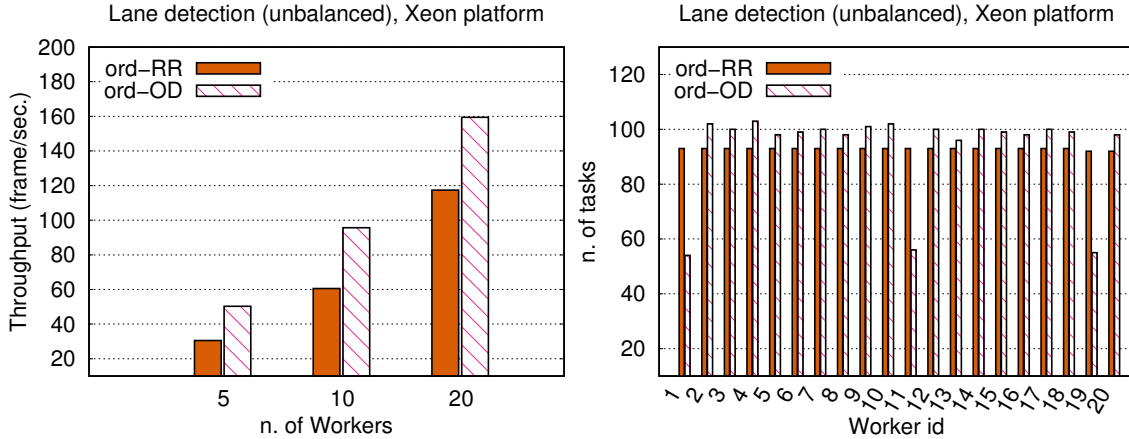 Lane detection (unbalanced), Xeon platform
200
180
160
140
120
100
80
60
40
20
Throughput (frame/sec.)
ord−RR
ord−OD
5 10 20
n. of Workers
Lane detection (unbalanced), Xeon platform
120
100
80
60
40
20
n. of tasks
ord−RR
ord−OD
1 2 3 4 5 6 7 8 9 10 11 12 13 14 15 16 17 18 19 20
Worker id